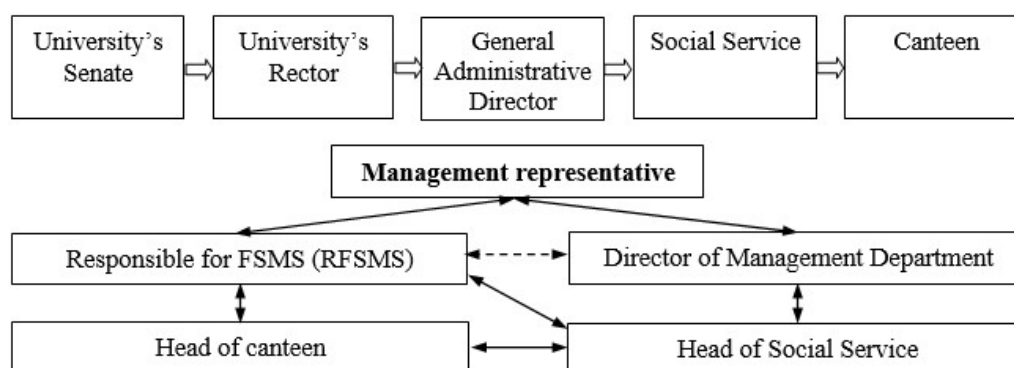 University’s
Senate
University’s
Rector
General
Administrative
Director
Social Service
Canteen
Management representative
Responsible for FSMS (RFSMS)
Director of Management Department
Head of canteen
Head of Social Service